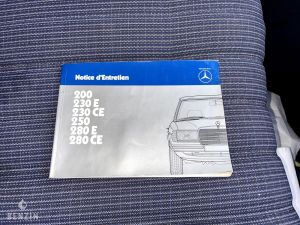 Notice d'Entretien
200
230 E
230 CE
250
280 E
280 CE
BENZIN